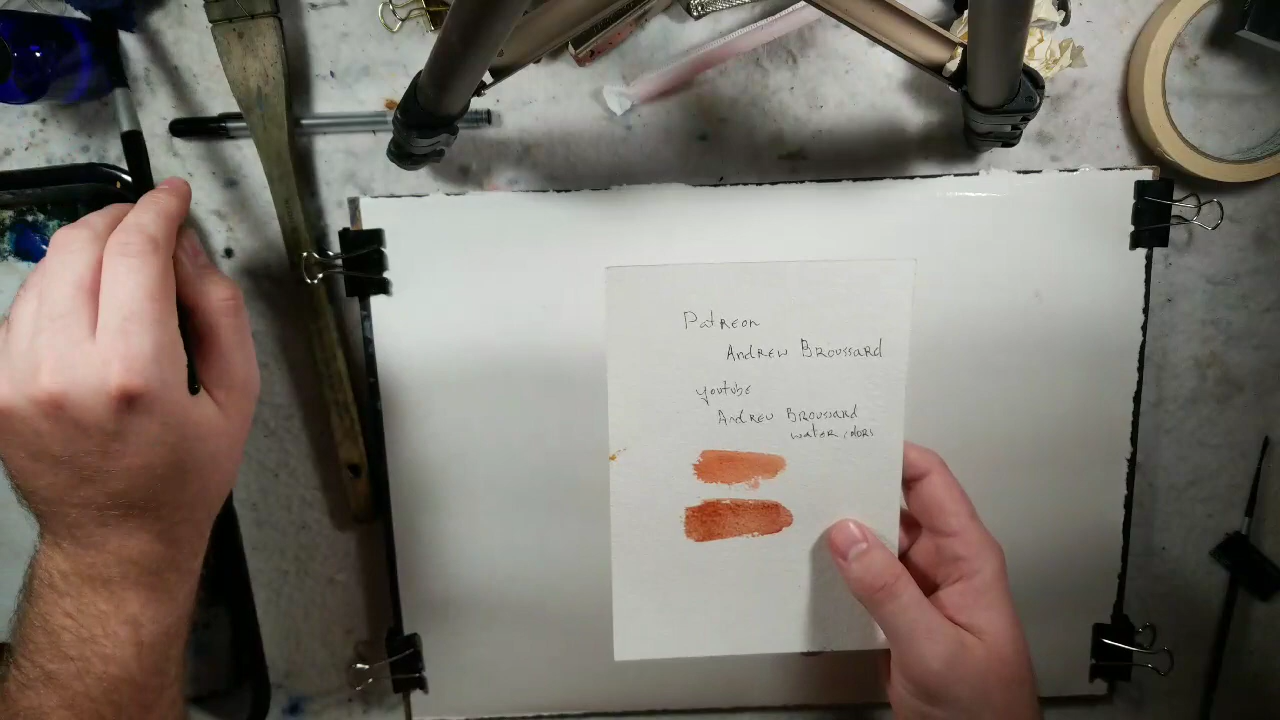 Patreon
Andrew Broussard
youtube
Andrew Broussard
watercolors